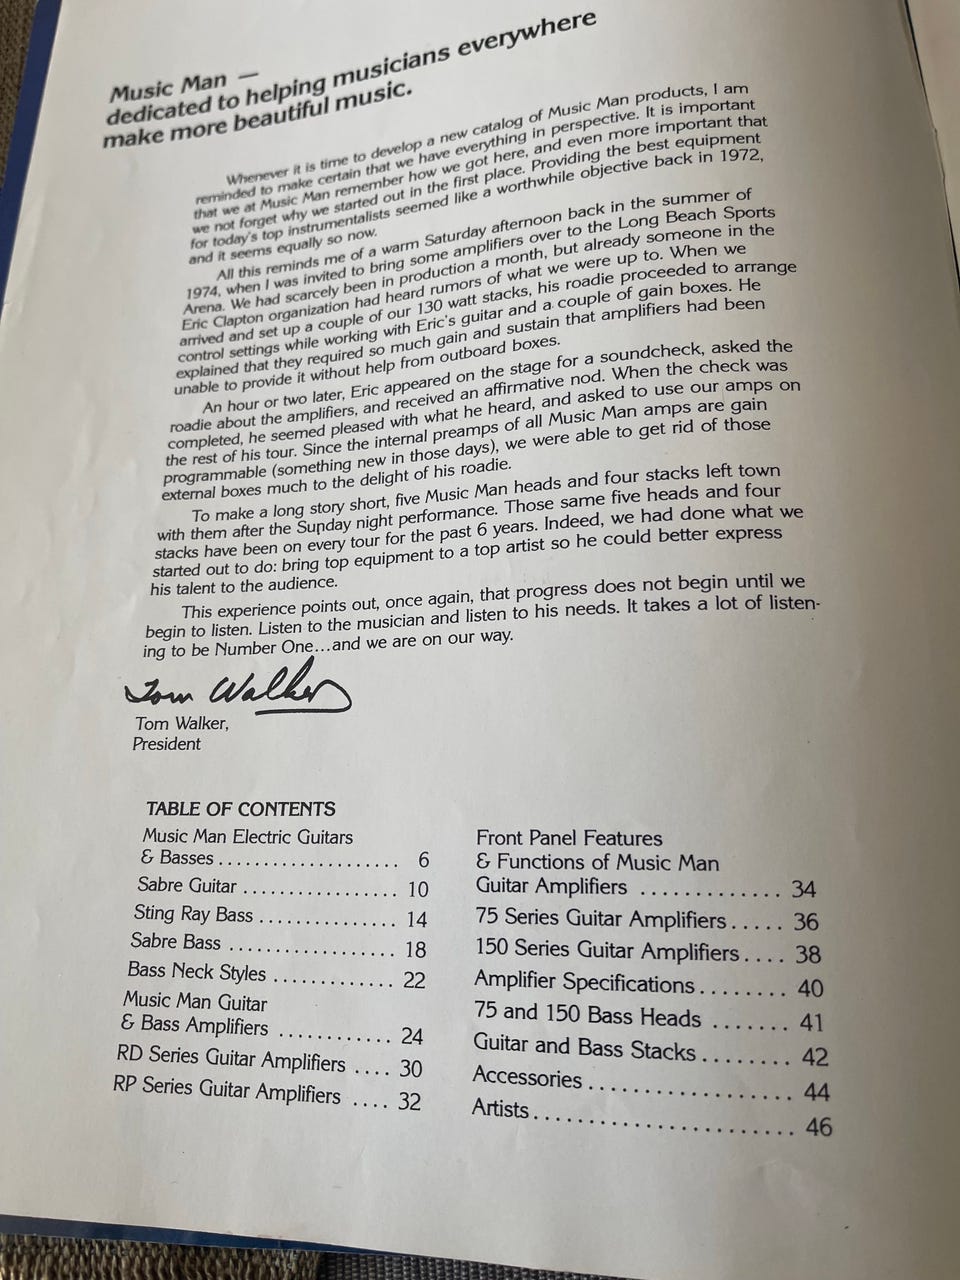 Music Man —
dedicated to helping musicians everywhere
make more beautiful music.
Whenever it is time to develop a new catalog of Music Man products, I am
reminded to make certain that we have everything in perspective. It is important
that we at Music Man remember how we got here, and even more important that
we not forget why we started out in the first place. Providing the best equipment
for today's top instrumentalists seemed like a worthwhile objective back in 1972,
and it seems equally so now.
All this reminds me of a warm Saturday afternoon back in the summer of
1974, when I was invited to bring some amplifiers over to the Long Beach Sports
Arena. We had scarcely been in production a month, but already someone in the
Eric Clapton organization had heard rumors of what we were up to. When we
arrived and set up a couple of our 130 watt stacks, his roadie proceeded to arrange
control settings while working with Eric's guitar and a couple of gain boxes. He
explained that they required so much gain and sustain that amplifiers had been
unable to provide it without help from outboard boxes.
An hour or two later, Eric appeared on the stage for a soundcheck, asked the
roadie about the amplifiers, and received an affirmative nod. When the check was
completed, he seemed pleased with what he heard, and asked to use our amps on
the rest of his tour. Since the internal preamps of all Music Man amps are gain
programmable (something new in those days), we were able to get rid of those
external boxes much to the delight of his roadie.
To make a long story short, five Music Man heads and four stacks left town
with them after the Sunday night performance. Those same five heads and four
stacks have been on every tour for the past 6 years. Indeed, we had done what we
started out to do: bring top equipment to a top artist so he could better express
his talent to the audience.
This experience points out, once again, that progress does not begin until we
begin to listen. Listen to the musician and listen to his needs. It takes a lot of listen-
ing to be Number One...and we are on our way.
Tom Walker
Tom Walker,
President
TABLE OF CONTENTS
Music Man Electric Guitars
& Basses .................... 6
Sabre Guitar ................. 10
Sting Ray Bass ............... 14
Sabre Bass ................... 18
Bass Neck Styles ............. 22
Music Man Guitar
& Bass Amplifiers ............ 24
RD Series Guitar Amplifiers .... 30
RP Series Guitar Amplifiers .... 32
Front Panel Features
& Functions of Music Man
Guitar Amplifiers ............. 34
75 Series Guitar Amplifiers ..... 36
150 Series Guitar Amplifiers .... 38
Amplifier Specifications ........ 40
75 and 150 Bass Heads ....... 41
Guitar and Bass Stacks ........ 42
Accessories .................. 44
Artists ........................ 46